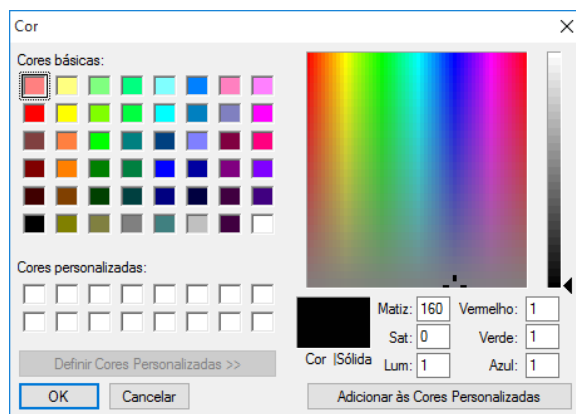 Cor
Cores básicas:
Cores personalizadas:
Definir Cores Personalizadas >>
OK Cancelar
Cor |Sólida
Matiz: 160 Vermelho: 1
Sat: 0 Verde: 1
Lum: 1 Azul: 1
Adicionar às Cores Personalizadas